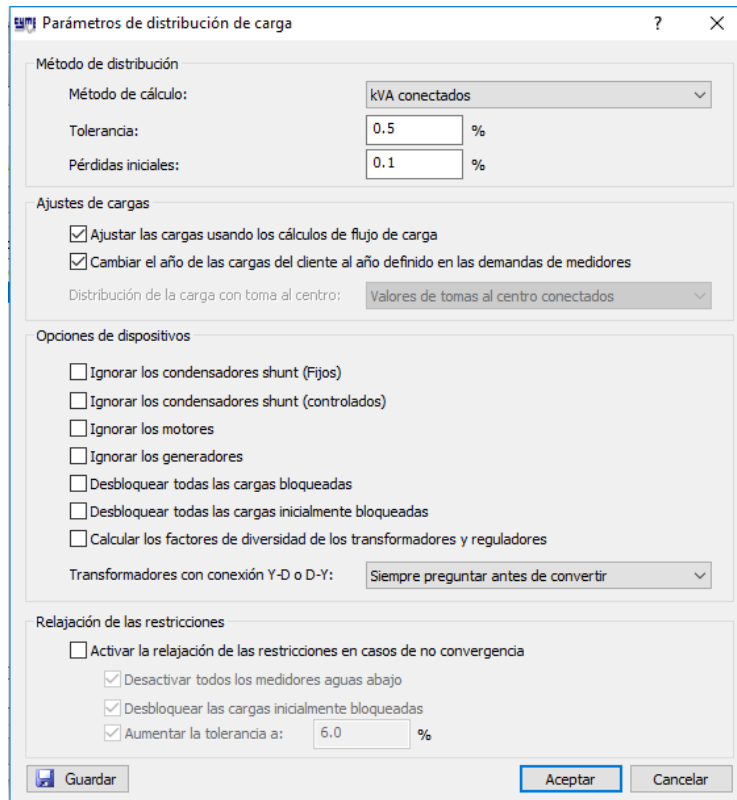 Parámetros de distribución de carga
Método de distribución
Método de cálculo: kVA conectados
Tolerancia: 0.5 %
Pérdidas iniciales: 0.1 %
Ajustes de cargas
Ajustar las cargas usando los cálculos de flujo de carga
Cambiar el año de las cargas del cliente al año definido en las demandas de medidores
Distribución de la carga con toma al centro: Valores de tomas al centro conectados
Opciones de dispositivos
Ignorar los condensadores shunt (Fijos)
Ignorar los condensadores shunt (controlados)
Ignorar los motores
Ignorar los generadores
Desbloquear todas las cargas bloqueadas
Desbloquear todas las cargas inicialmente bloqueadas
Calcular los factores de diversidad de los transformadores y reguladores
Transformadores con conexión Y-D o D-Y: Siempre preguntar antes de convertir
Relajación de las restricciones
Activar la relajación de las restricciones en casos de no convergencia
Desactivar todos los medidores aguas abajo
Desbloquear las cargas inicialmente bloqueadas
Aumentar la tolerancia a: 6.0 %
Guardar Aceptar Cancelar